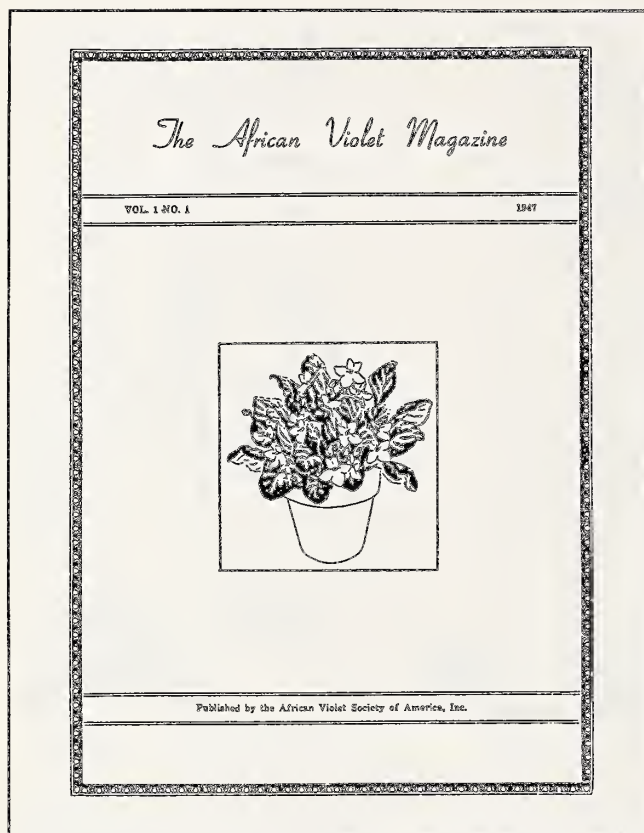 The African Violet Magazine
VOL. 1 NO. 1 1947
Published by the African Violet Society of America, Inc.